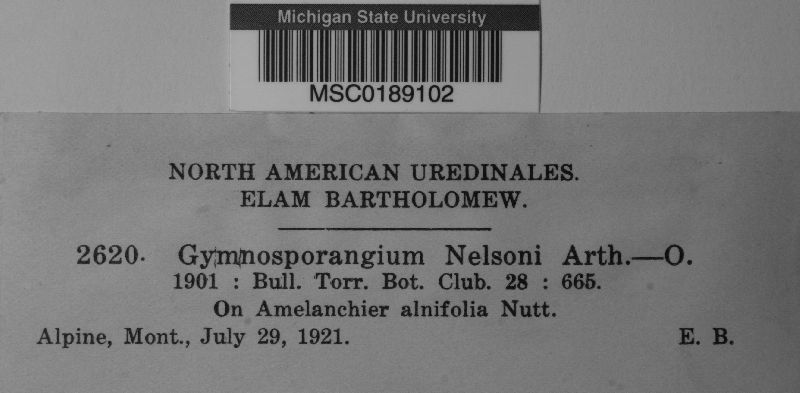 Michigan State University
MSC0189102
NORTH AMERICAN UREDINALES.
ELAM BARTHOLOMEW.
2620. Gymnosporangium Nelsoni Arth.—O.
1901 : Bull. Torr. Bot. Club. 28 : 665.
On Amelanchier alnifolia Nutt.
Alpine, Mont., July 29, 1921. E. B.